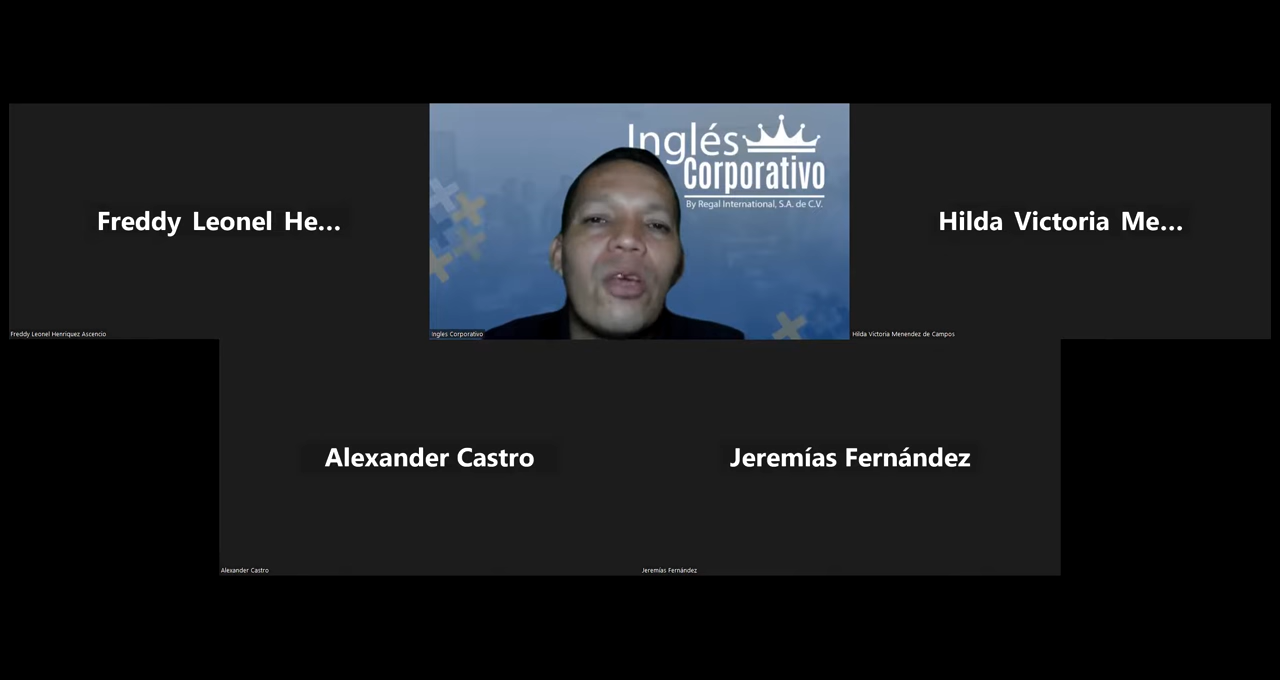 Freddy Leonel He...
Freddy Leonel Henriquez Ascencio
Inglés
Corporativo
By Regal International, S.A. de C.V.
Ingles Corporativo
Hilda Victoria Me...
Hilda Victoria Menendez de Campos
Alexander Castro
Alexander Castro
Jeremías Fernández
Jeremías Fernández